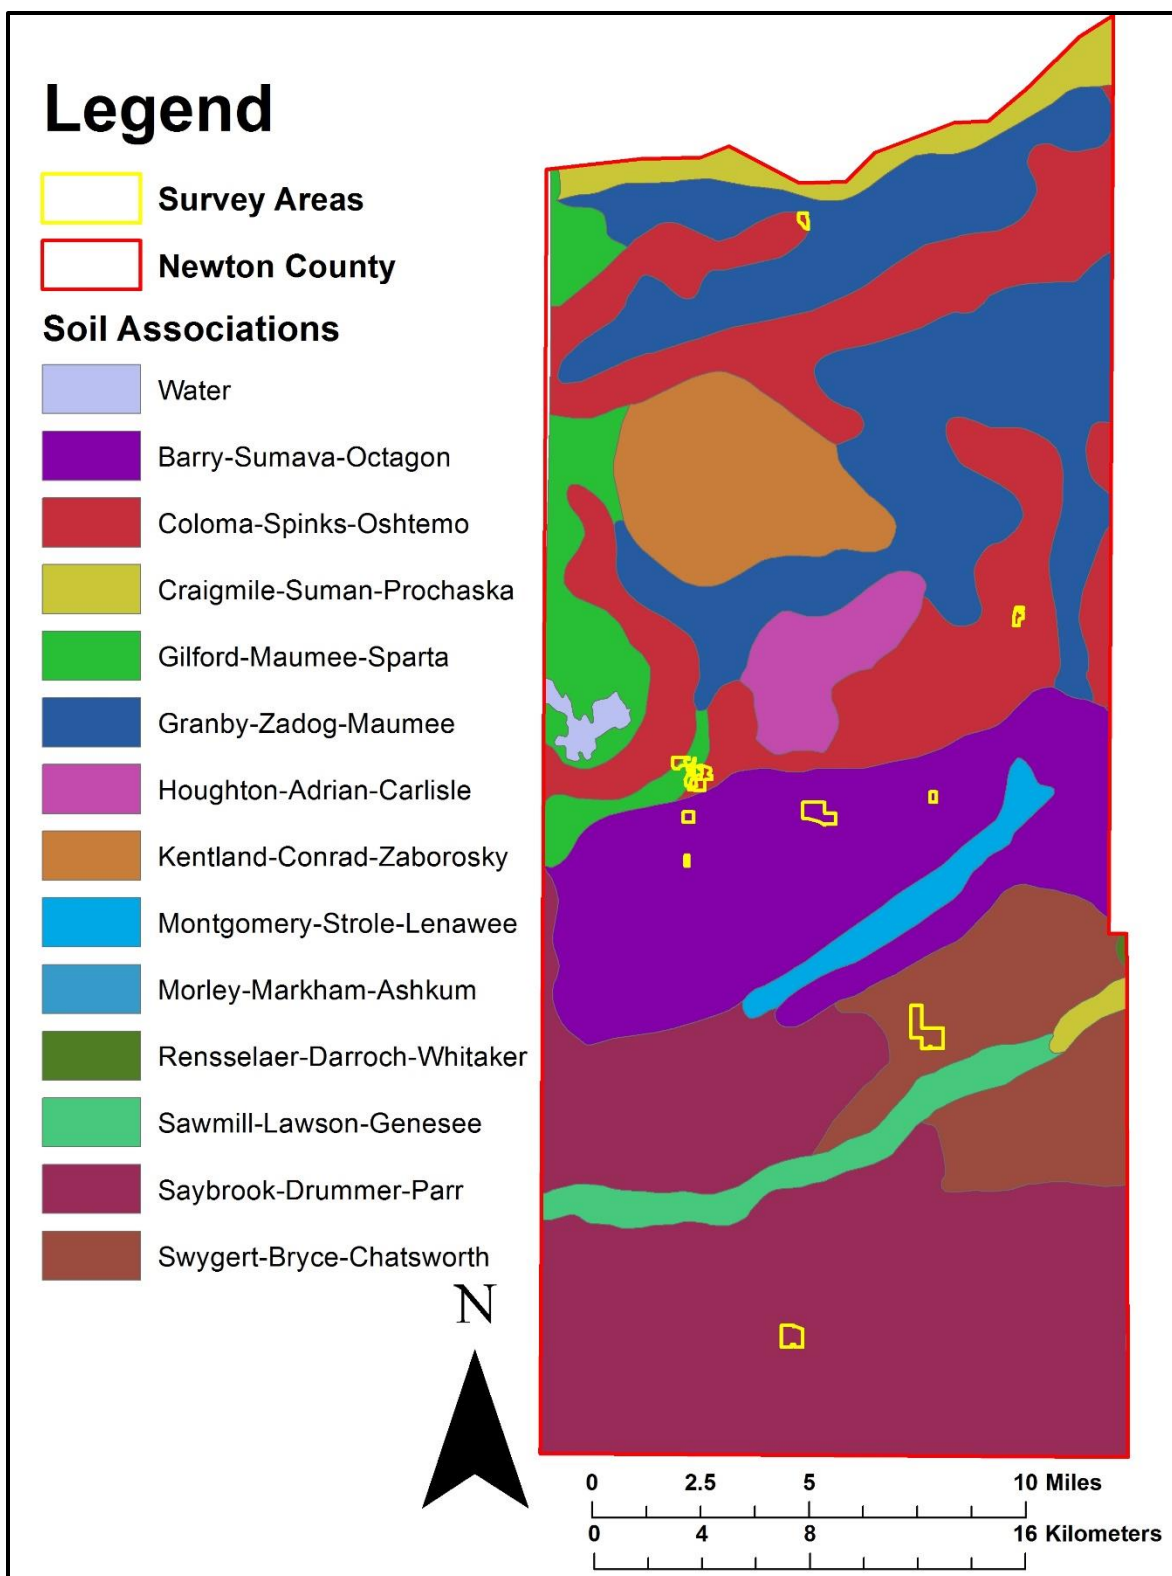 Legend
Survey Areas
Newton County
Soil Associations
Water
Barry-Sumava-Octagon
Coloma-Spinks-Oshtemo
Craigmile-Suman-Prochaska
Gilford-Maumee-Sparta
Granby-Zadog-Maumee
Houghton-Adrian-Carlisle
Kentland-Conrad-Zaborosky
Montgomery-Strole-Lenawee
Morley-Markham-Ashkum
Rensselaer-Darroch-Whitaker
Sawmill-Lawson-Genesee
Saybrook-Drummer-Parr
Swygert-Bryce-Chatsworth
N
0 2.5 5 10 Miles
0 4 8 16 Kilometers